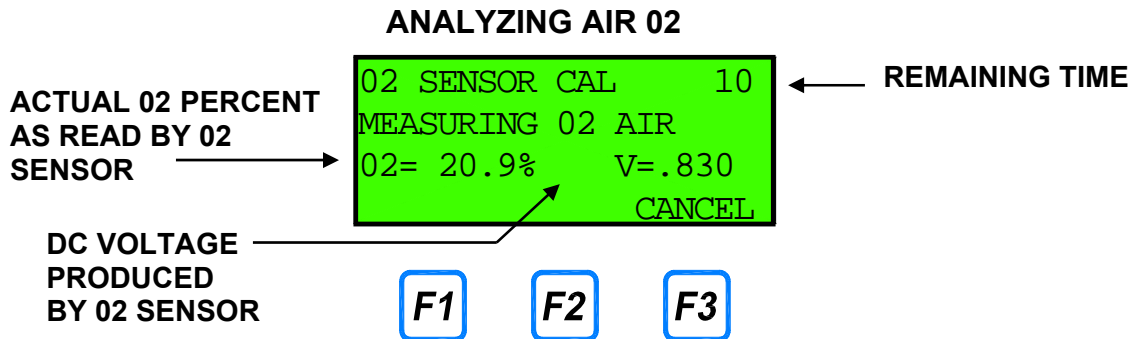 ANALYZING AIR 02
02 SENSOR CAL 10
MEASURING 02 AIR
02= 20.9% V=.830
CANCEL
REMAINING TIME
ACTUAL 02 PERCENT
AS READ BY 02
SENSOR
DC VOLTAGE
PRODUCED
BY 02 SENSOR
F1 F2 F3